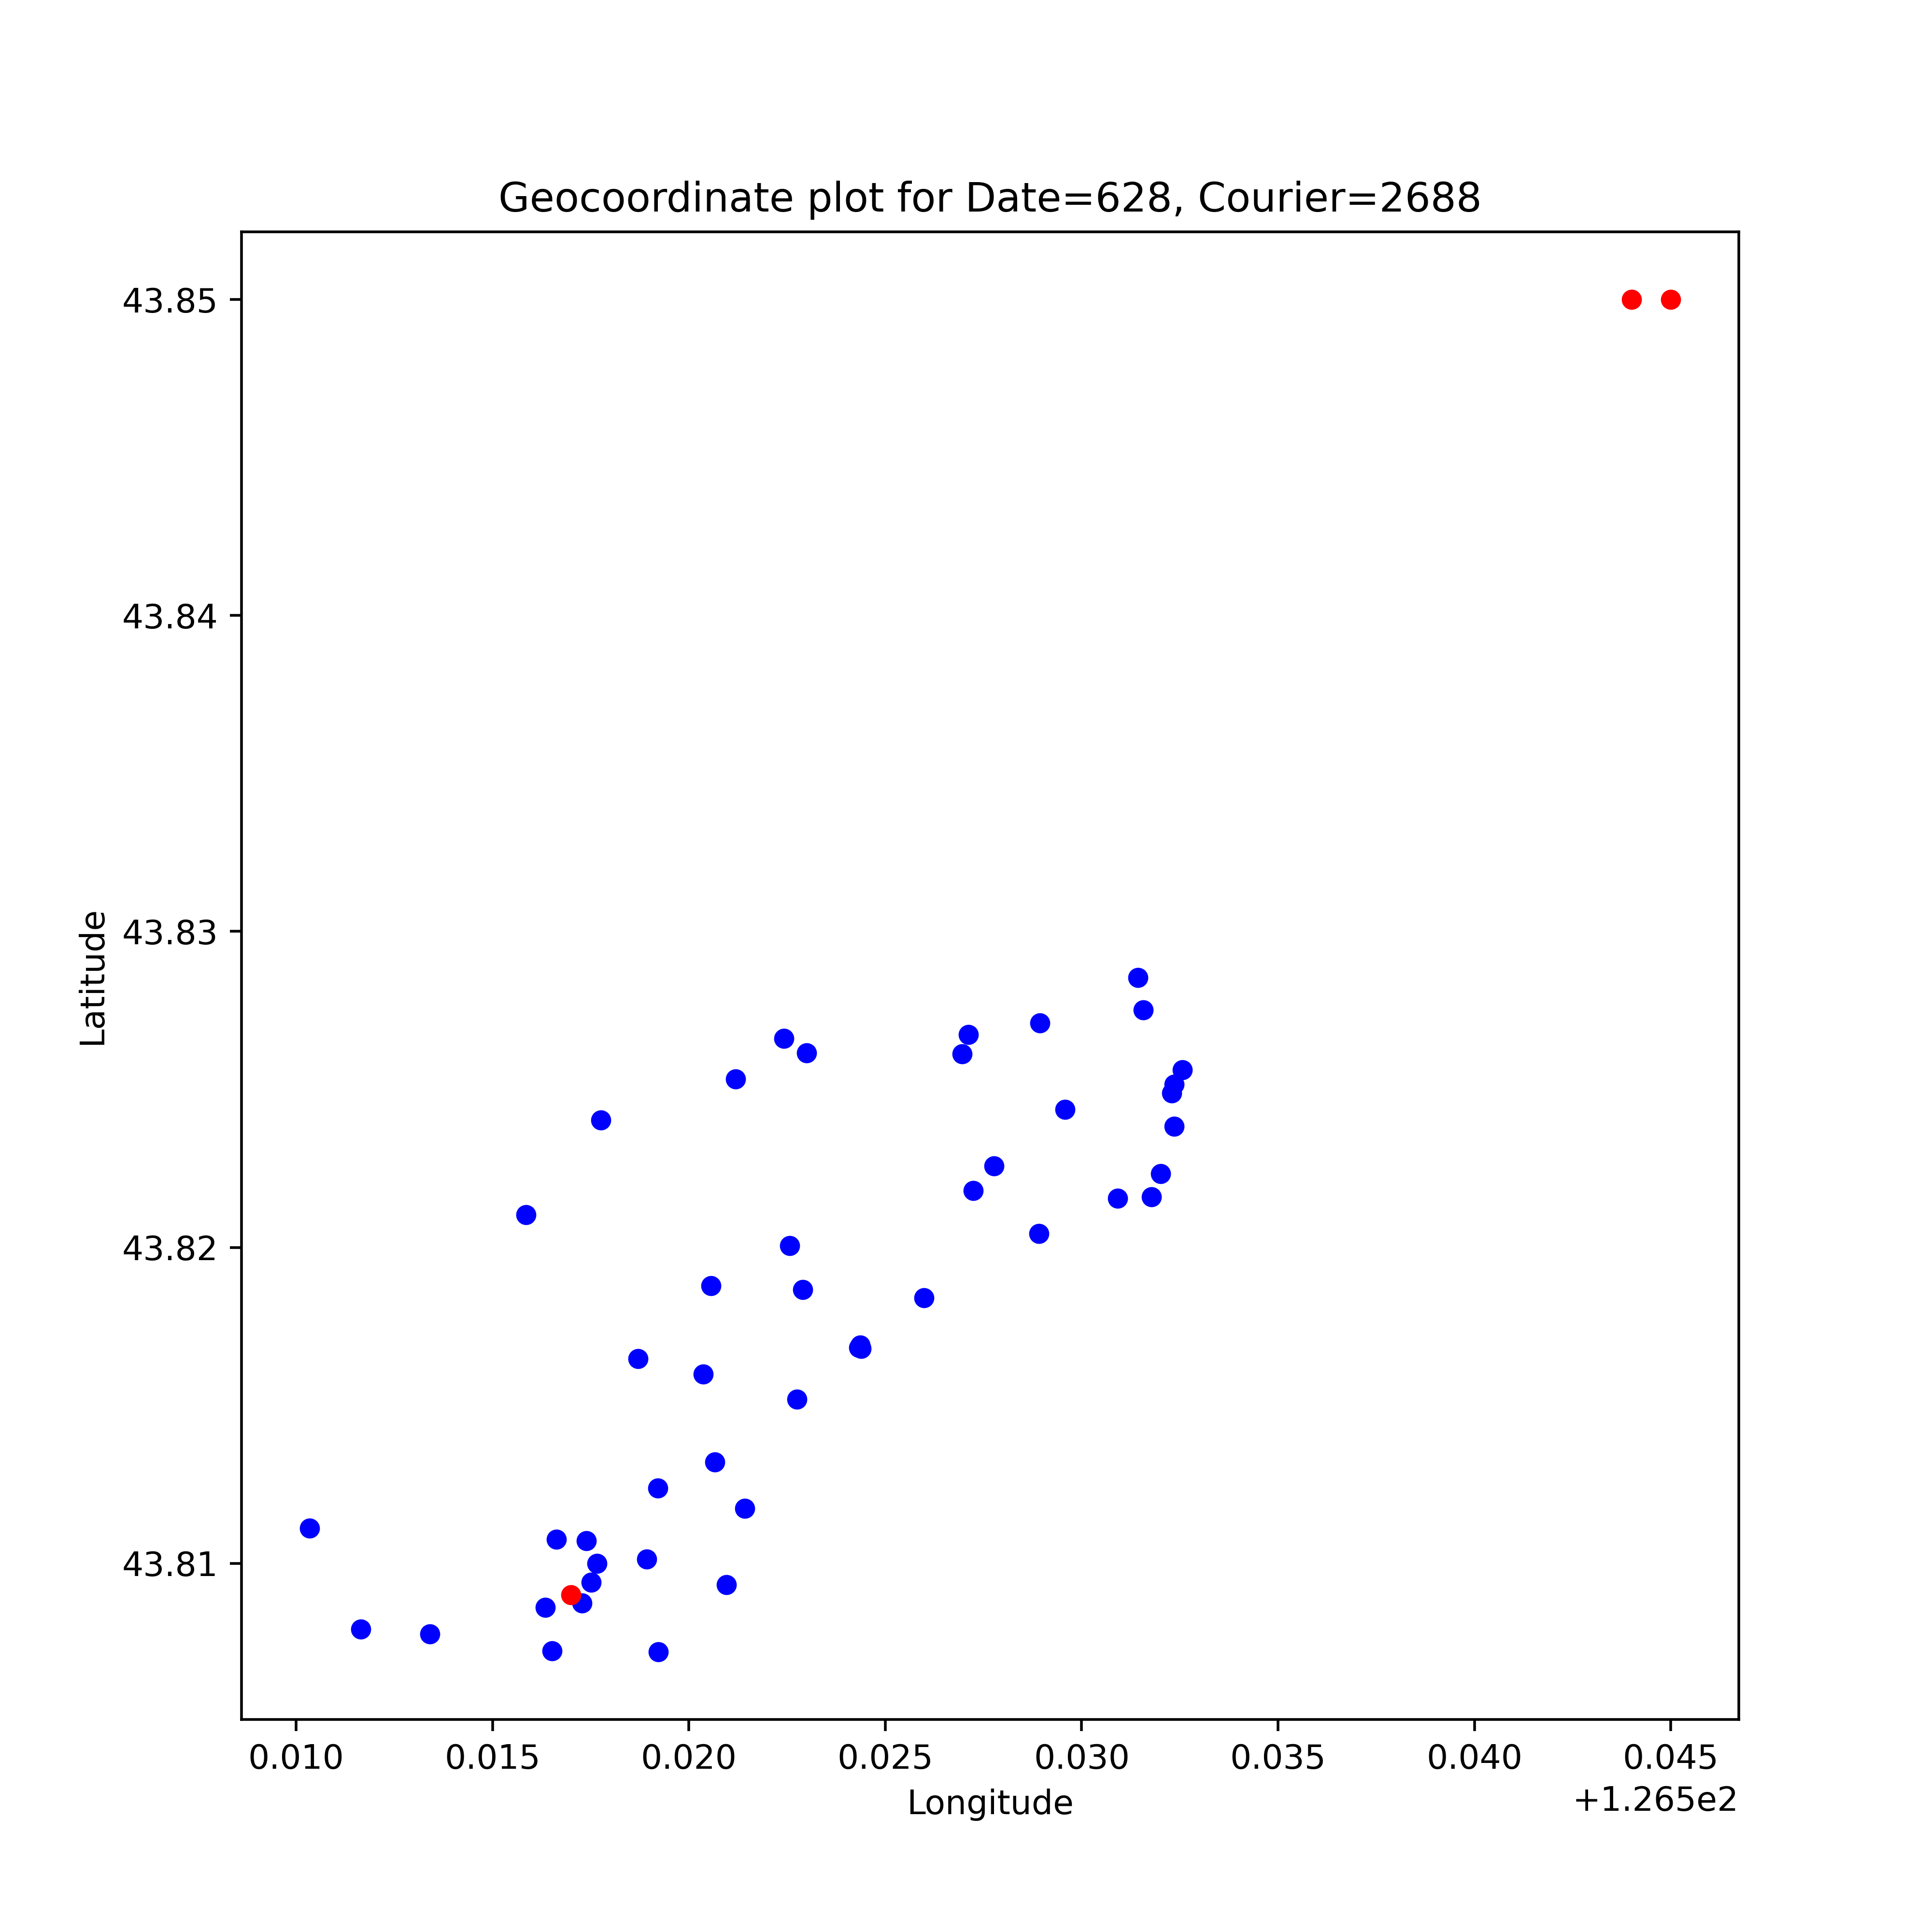 Geocoordinate plot for Date=628, Courier=2688
43.85
43.84
43.83
43.82
43.81
Latitude
0.010 0.015 0.020 0.025 0.030 0.035 0.040 0.045
Longitude
+1.265e2